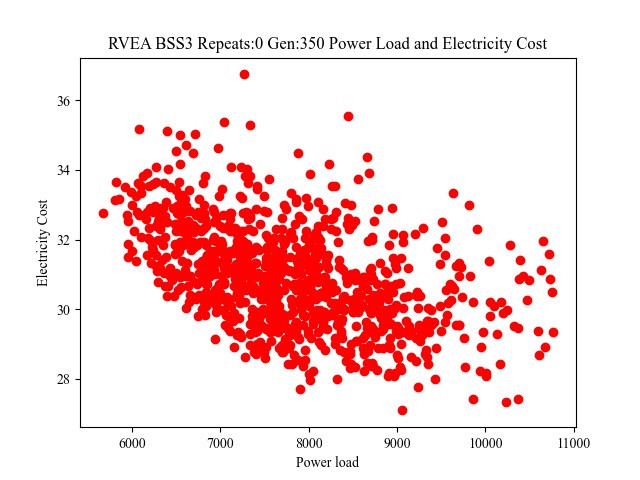 RVEA BSS3 Repeats:0 Gen:350 Power Load and Electricity Cost
36
34
32
30
28
Electricity Cost
6000 7000 8000 9000 10000 11000
Power load